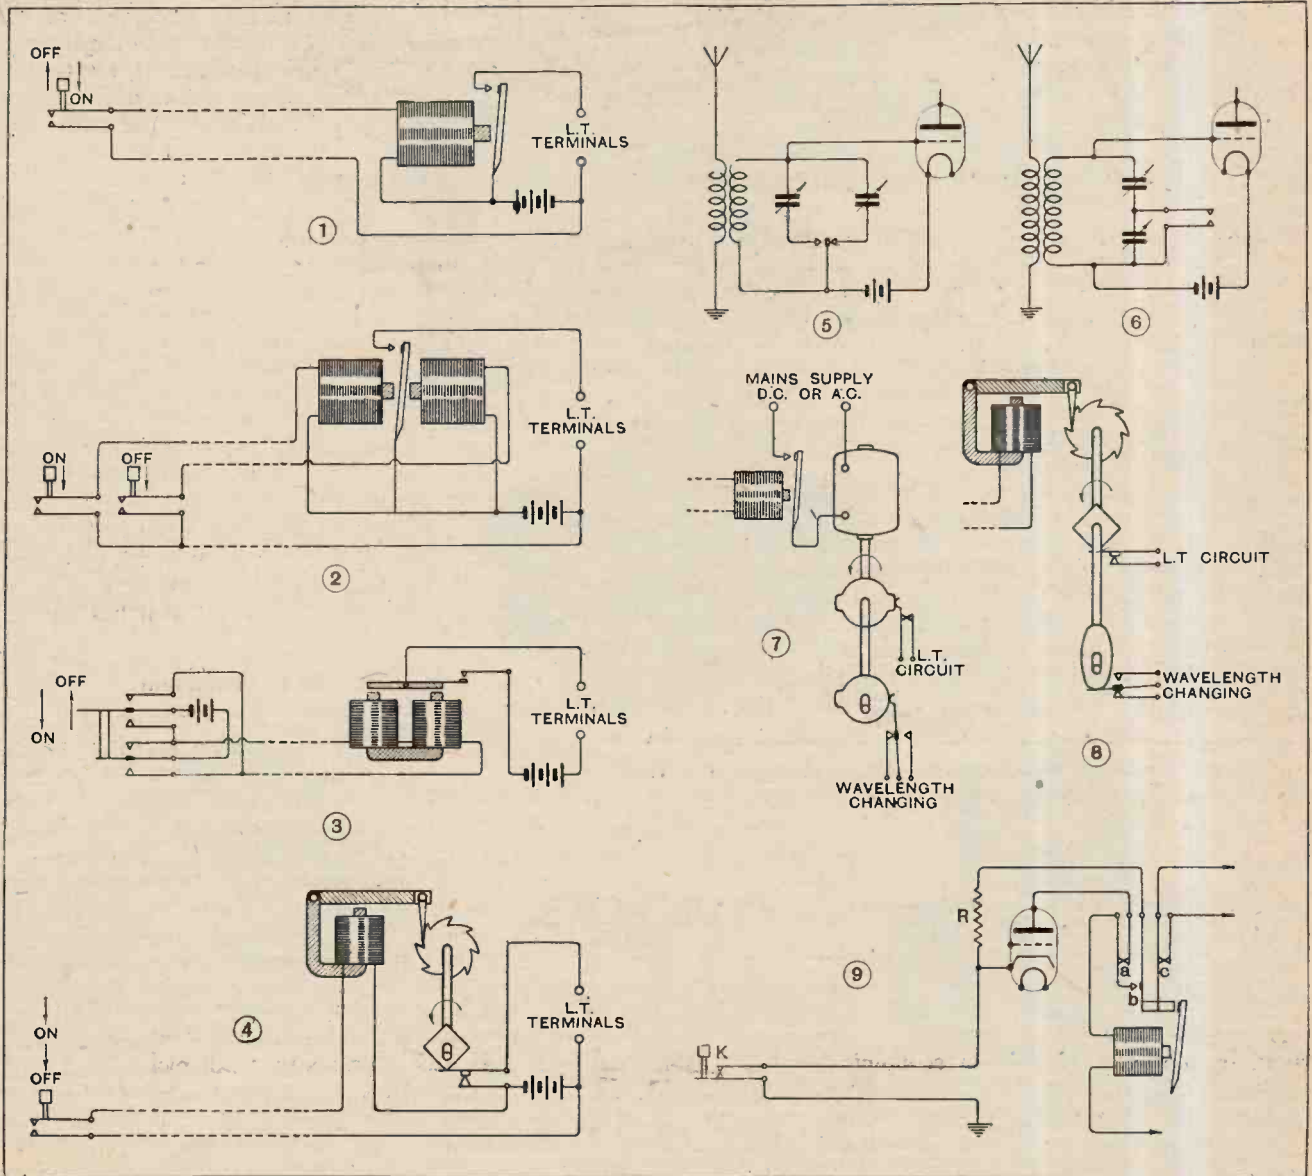 OFF
ON
L.T.
TERMINALS
1
ON
OFF
L.T.
TERMINALS
2
OFF
ON
L.T.
TERMINALS
3
ON
OFF
4
L.T.
TERMINALS
5
6
MAINS SUPPLY
D.C. OR A.C.
7
L.T.
CIRCUIT
WAVELENGTH
CHANGING
L.T CIRCUIT
WAVELENGTH
CHANGING
8
R
9
a
b
c
K